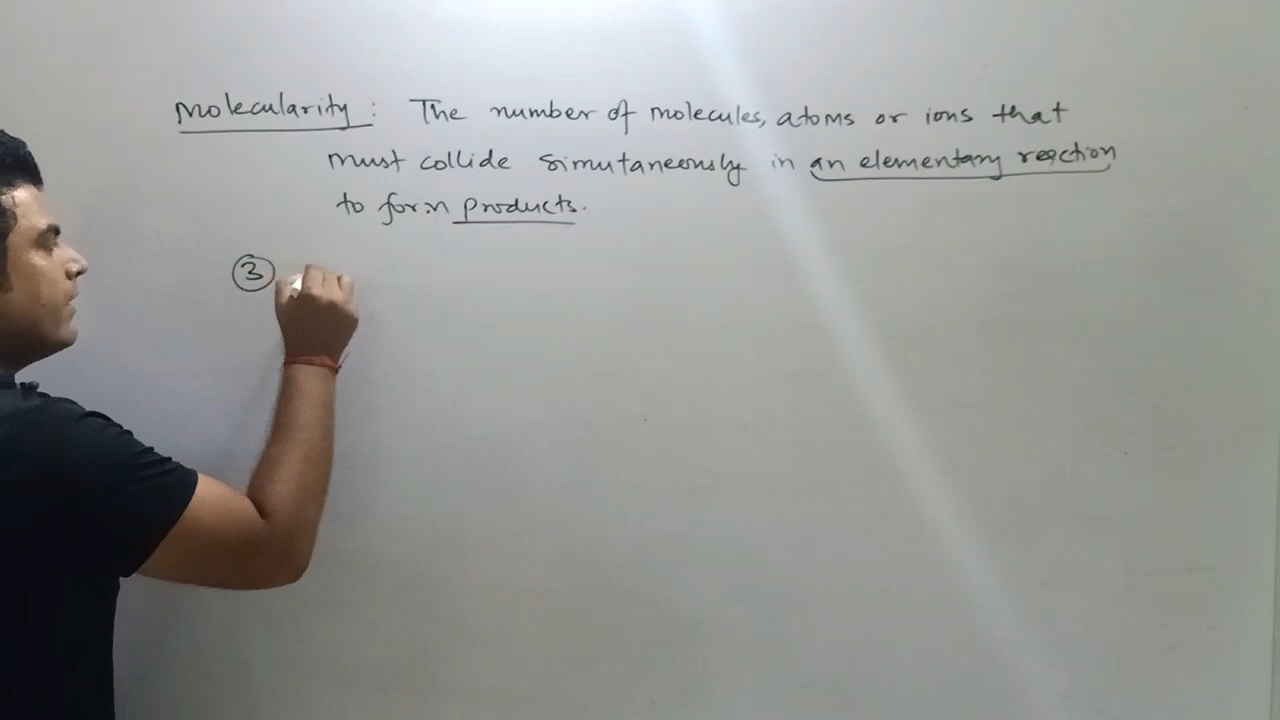 Molecularity : The number of molecules, atoms or ions that
must collide simutaneously in an elementary reaction
to form products.
3